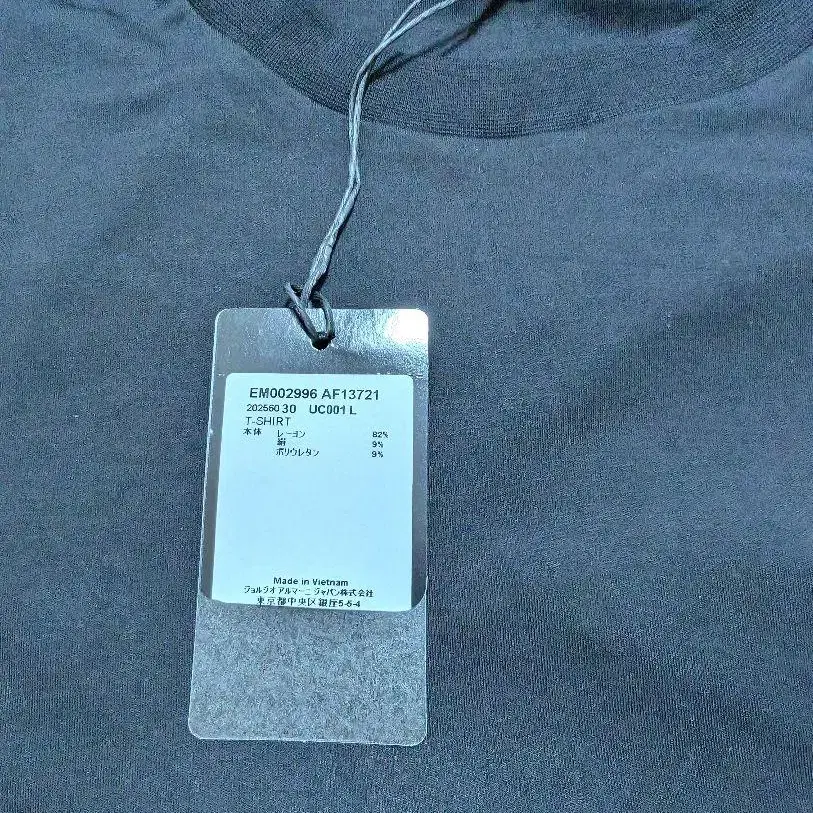 EM002996 AF13721
202560 30 UC001 L
T-SHIRT
本体 レーヨン 82%
絹 9%
ポリウレタン 9%
Made in Vietnam
ジョルジオ アルマーニ ジャパン株式会社
東京都中央区銀座5-5-4